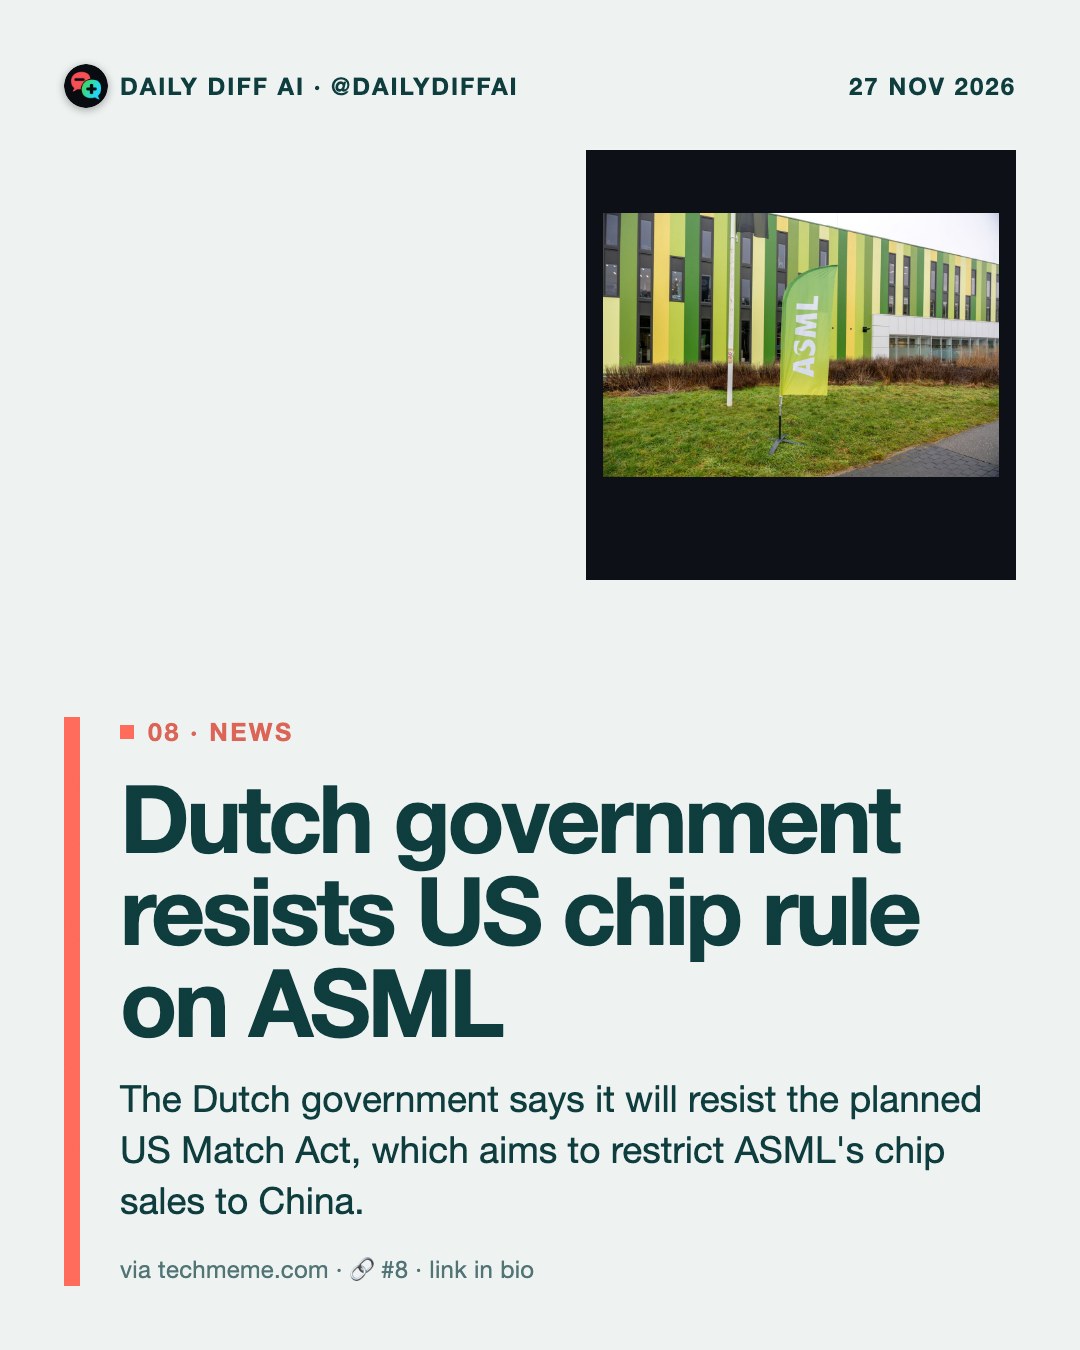 DAILY DIFF AI · @DAILYDIFFAI
27 NOV 2026
ASML
08 · NEWS
Dutch government
resists US chip rule
on ASML
The Dutch government says it will resist the planned
US Match Act, which aims to restrict ASML's chip
sales to China.
via techmeme.com · 🔗 #8 · link in bio